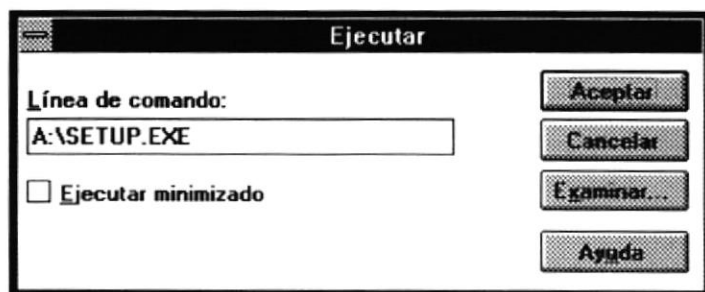 Ejecutar
Línea de comando:
A:\SETUP.EXE
Ejecutar minimizado
Aceptar
Cancelar
Examinar...
Ayuda